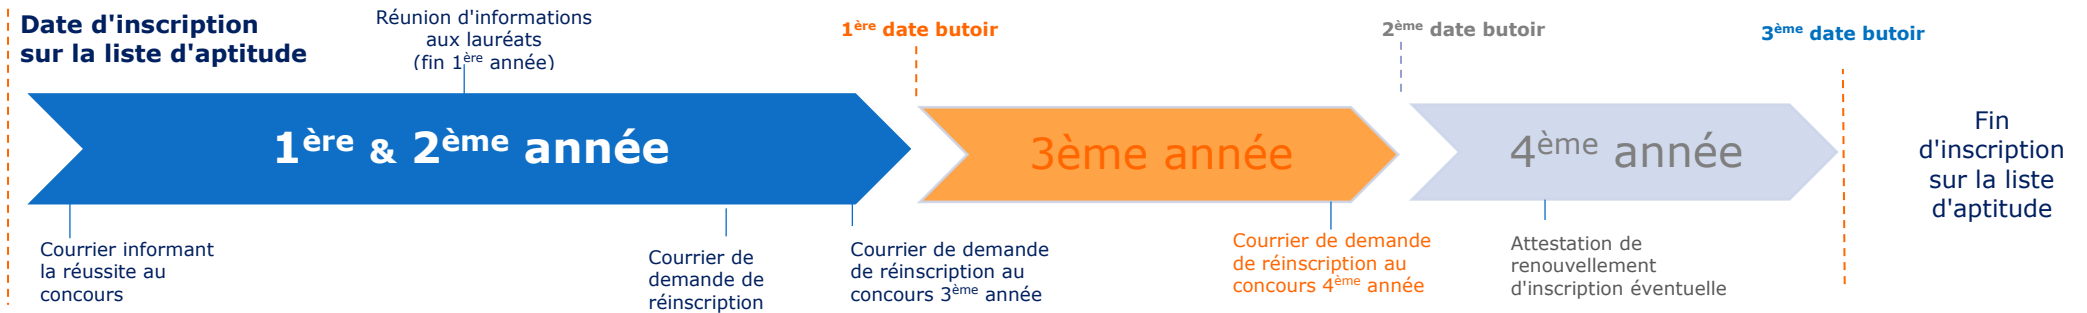 Date d'inscription
sur la liste d'aptitude
Réunion d'informations
aux lauréats
(fin 1ère année)
1ère date butoir
2ème date butoir
3ème date butoir
1ère & 2ème année
3ème année
4ème année
Fin
d'inscription
sur la liste
d'aptitude
Courrier informant
la réussite au
concours
Courrier de
demande de
réinscription
Courrier de demande
de réinscription au
concours 3ème année
Courrier de demande
de réinscription au
concours 4ème année
Attestation de
renouvellement
d'inscription éventuelle